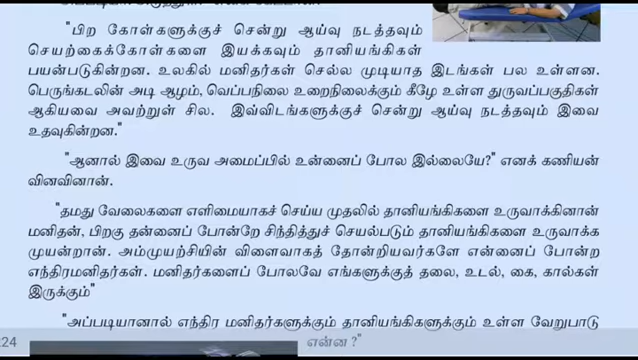 "பிற கோள்களுக்குச் சென்று ஆய்வு நடத்தவும்
செயற்கைக்கோள்களை இயக்கவும் தானியங்கிகள்
பயன்படுகின்றன. உலகில் மனிதர்கள் செல்ல முடியாத இடங்கள் பல உள்ளன.
பெருங்கடலின் அடி ஆழம், வெப்பநிலை உறைநிலைக்கும் கீழே உள்ள துருவப்பகுதிகள்
ஆகியவை அவற்றுள் சில. இவ்விடங்களுக்குச் சென்று ஆய்வு நடத்தவும் இவை
உதவுகின்றன."
"ஆனால் இவை உருவ அமைப்பில் உன்னைப் போல இல்லையே?" எனக் கணியன்
வினவினான்.
"தமது வேலைகளை எளிமையாகச் செய்ய முதலில் தானியங்கிகளை உருவாக்கினான்
மனிதன், பிறகு தன்னைப் போன்றே சிந்தித்துச் செயல்படும் தானியங்கிகளை உருவாக்க
முயன்றான். அம்முயற்சியின் விளைவாகத் தோன்றியவர்களே என்னைப் போன்ற
எந்திரமனிதர்கள். மனிதர்களைப் போலவே எங்களுக்குத் தலை, உடல், கை, கால்கள்
இருக்கும்"
"அப்படியானால் எந்திர மனிதர்களுக்கும் தானியங்கிகளுக்கும் உள்ள வேறுபாடு
என்ன ?"
224